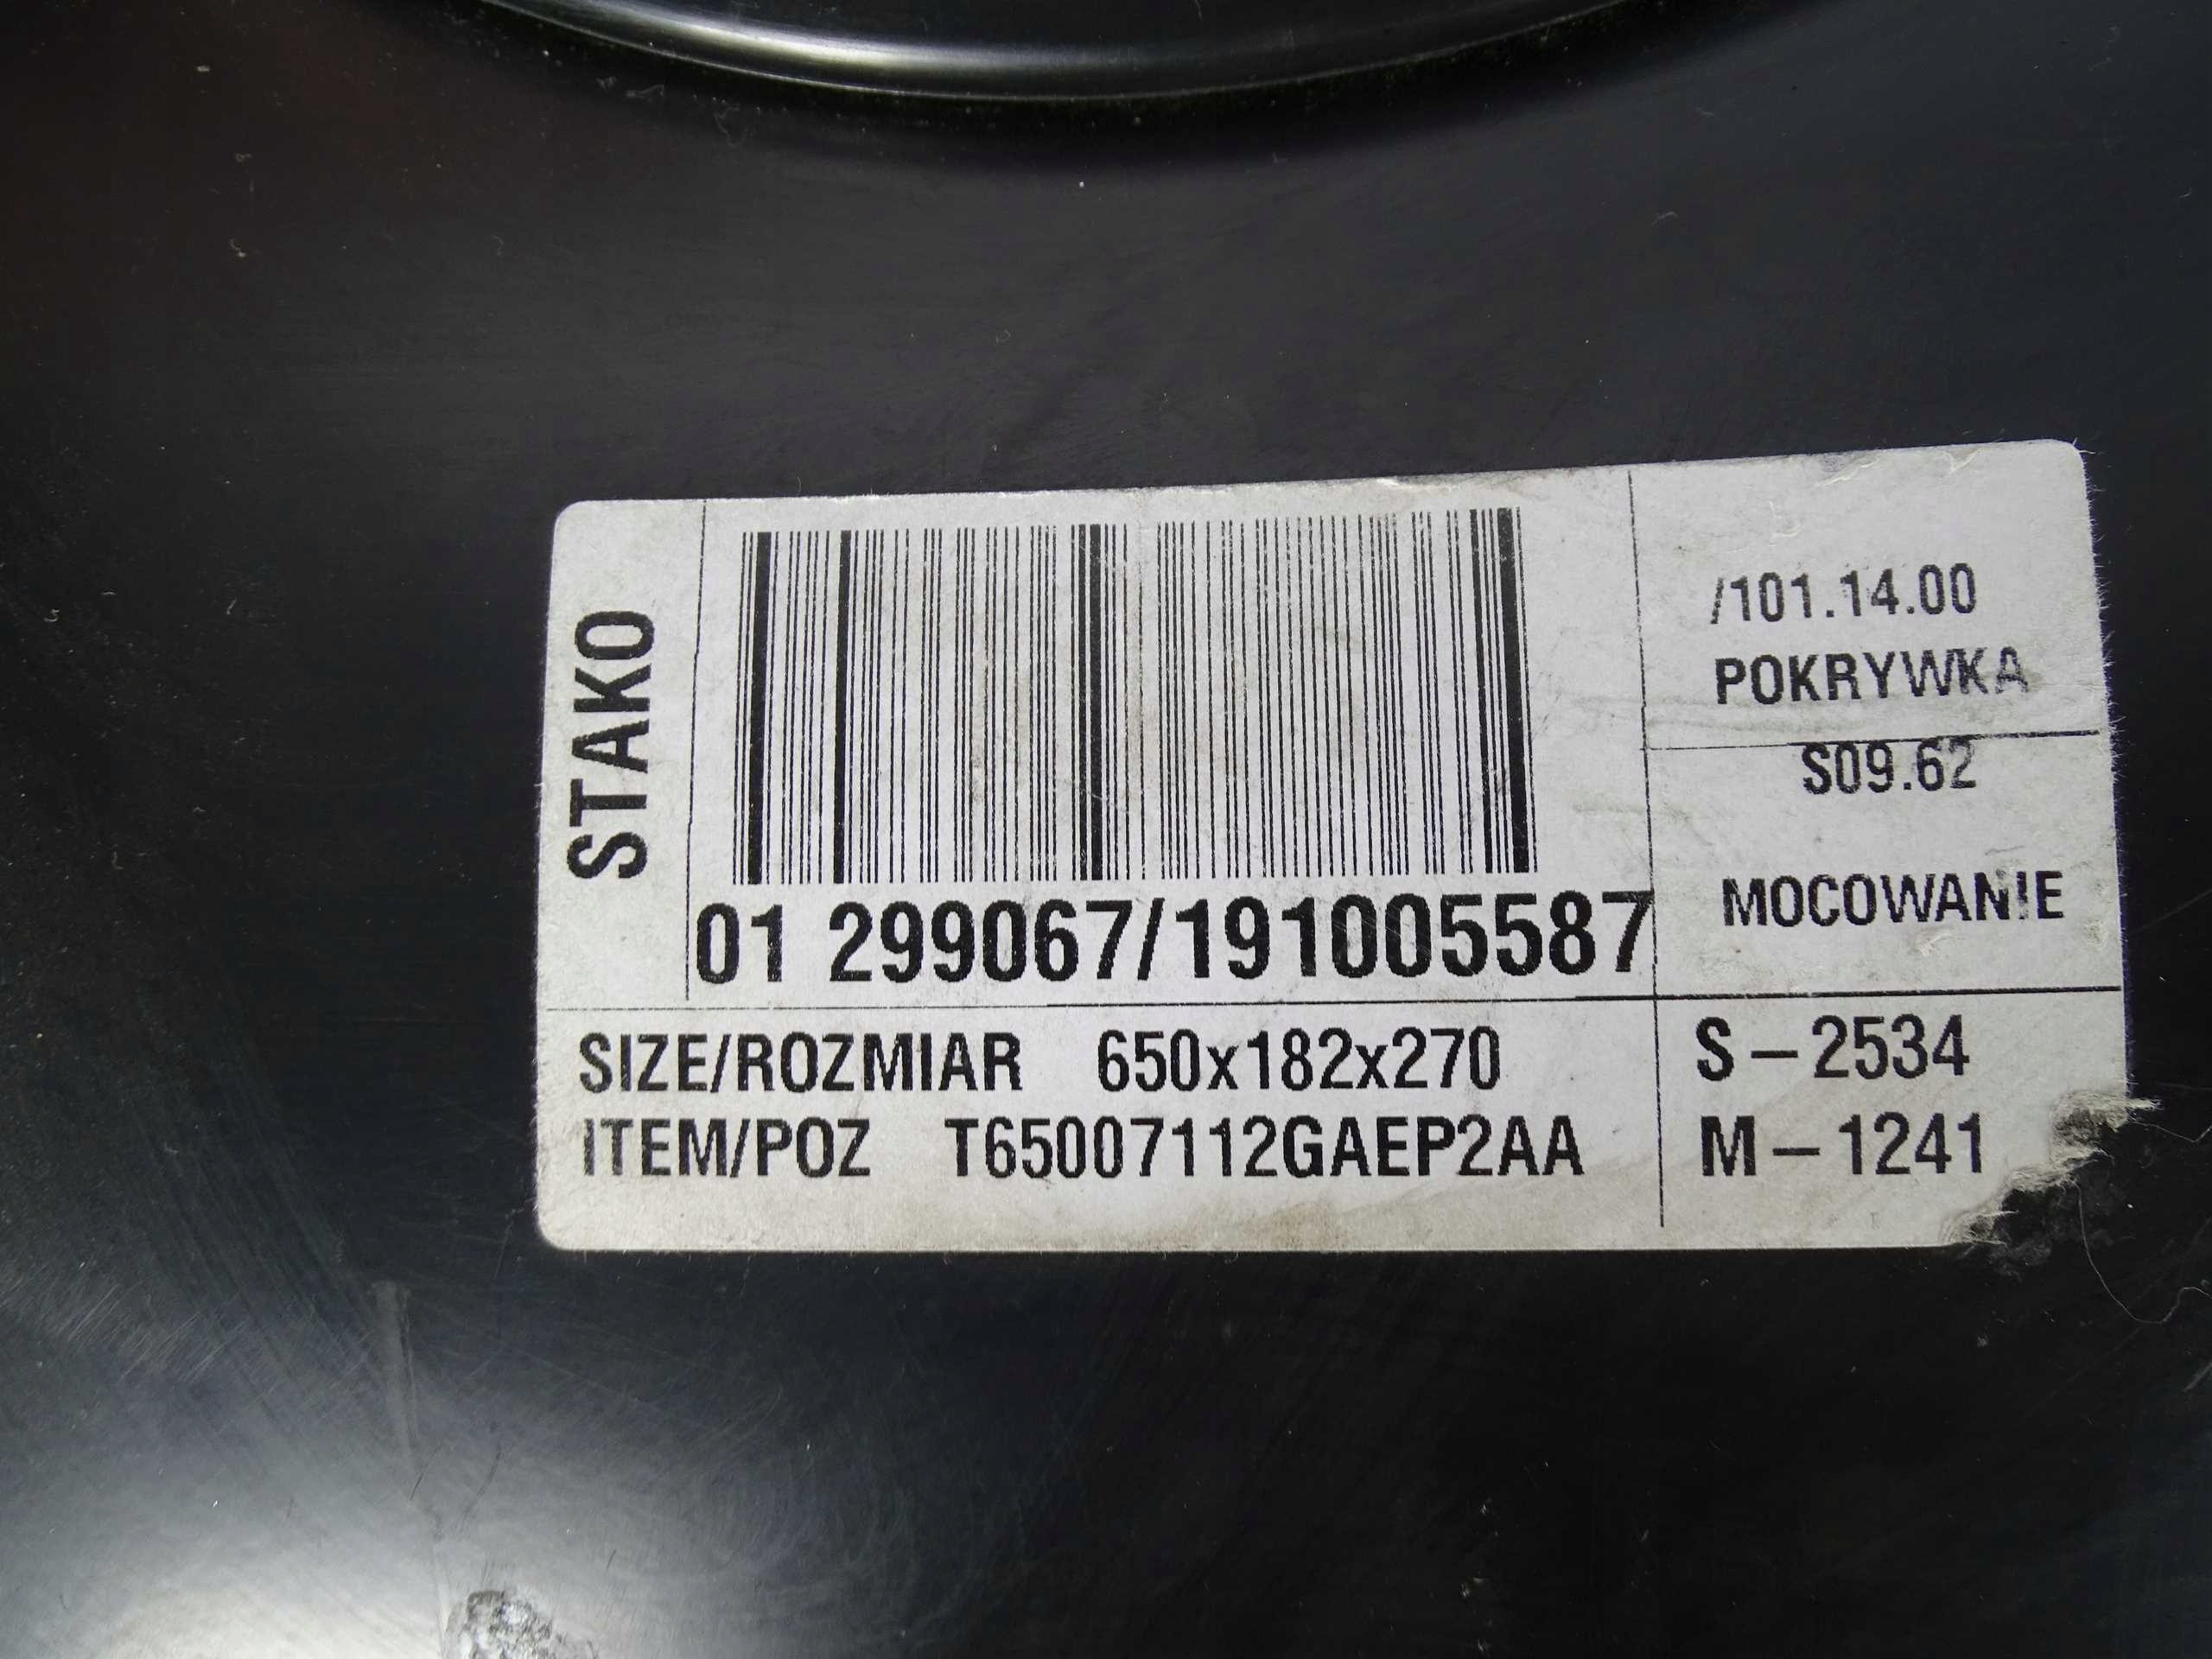 STAKO
/101.14.00
POKRYWKA
S09.62
MOCOWANIE
01 299067/191005587
SIZE/ROZMIAR 650x182x270
ITEM/POZ T65007112GAEP2AA
S-2534
M-1241